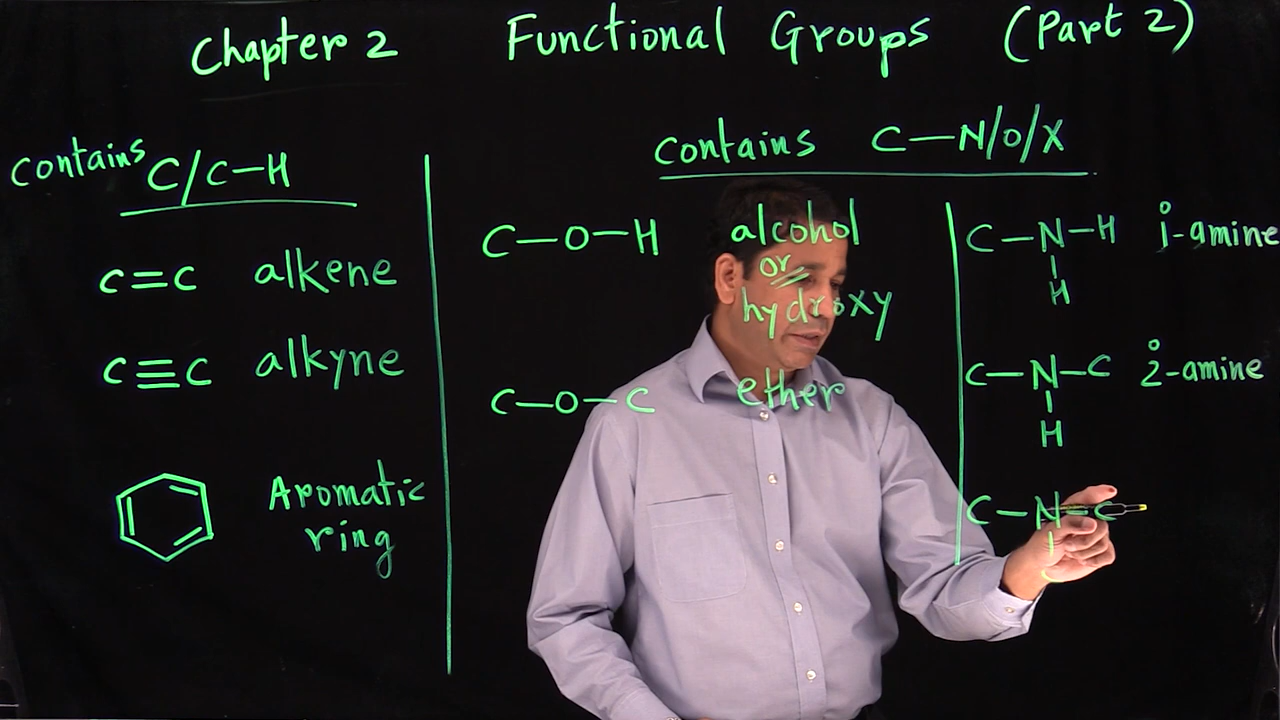 Chapter 2 Functional Groups (Part 2)
Contains C/C-H
C=C alkene
C≡C alkyne
Aromatic
ring
Contains C-N/O/X
C-O-H alcohol
or
hydroxy
C-O-C ether
C-N-H 1°-amine
H
C-N-C 2°-amine
H
C-N-C